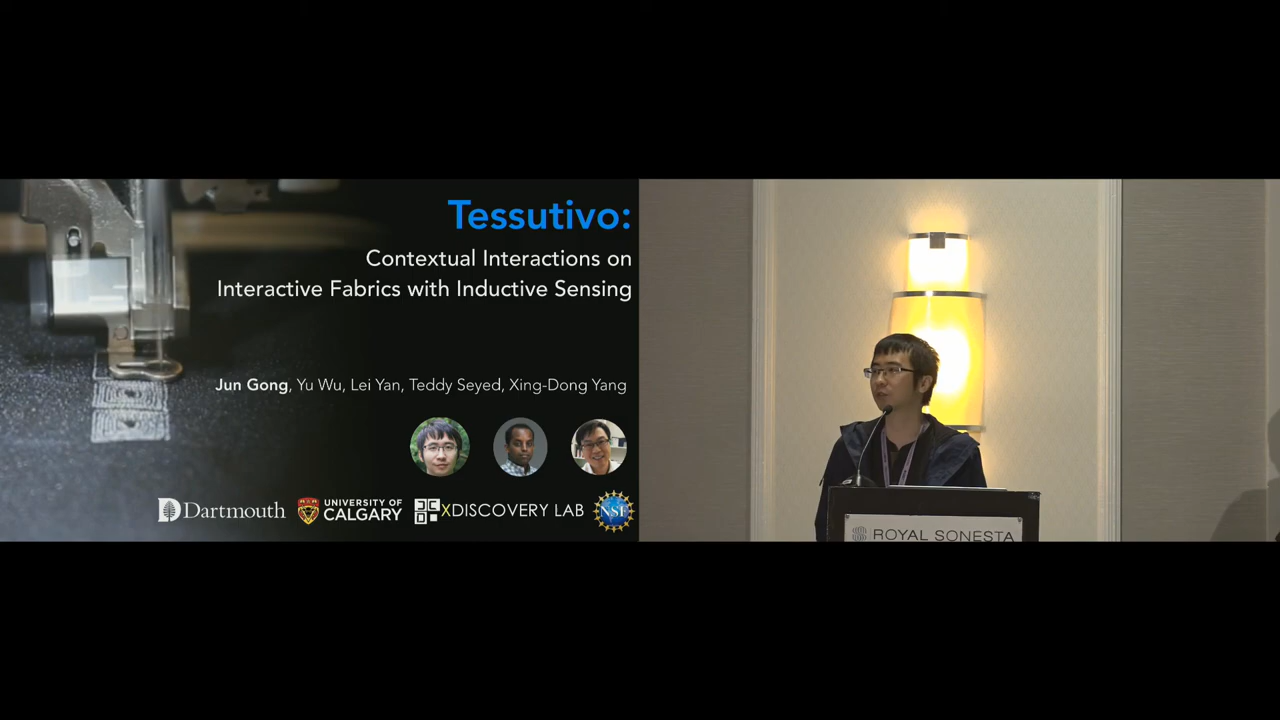 Tessutivo:
Contextual Interactions on
Interactive Fabrics with Inductive Sensing
Jun Gong, Yu Wu, Lei Yan, Teddy Seyed, Xing-Dong Yang
Dartmouth
UNIVERSITY OF
CALGARY
XDISCOVERY LAB
NSF
ROYAL SONESTA